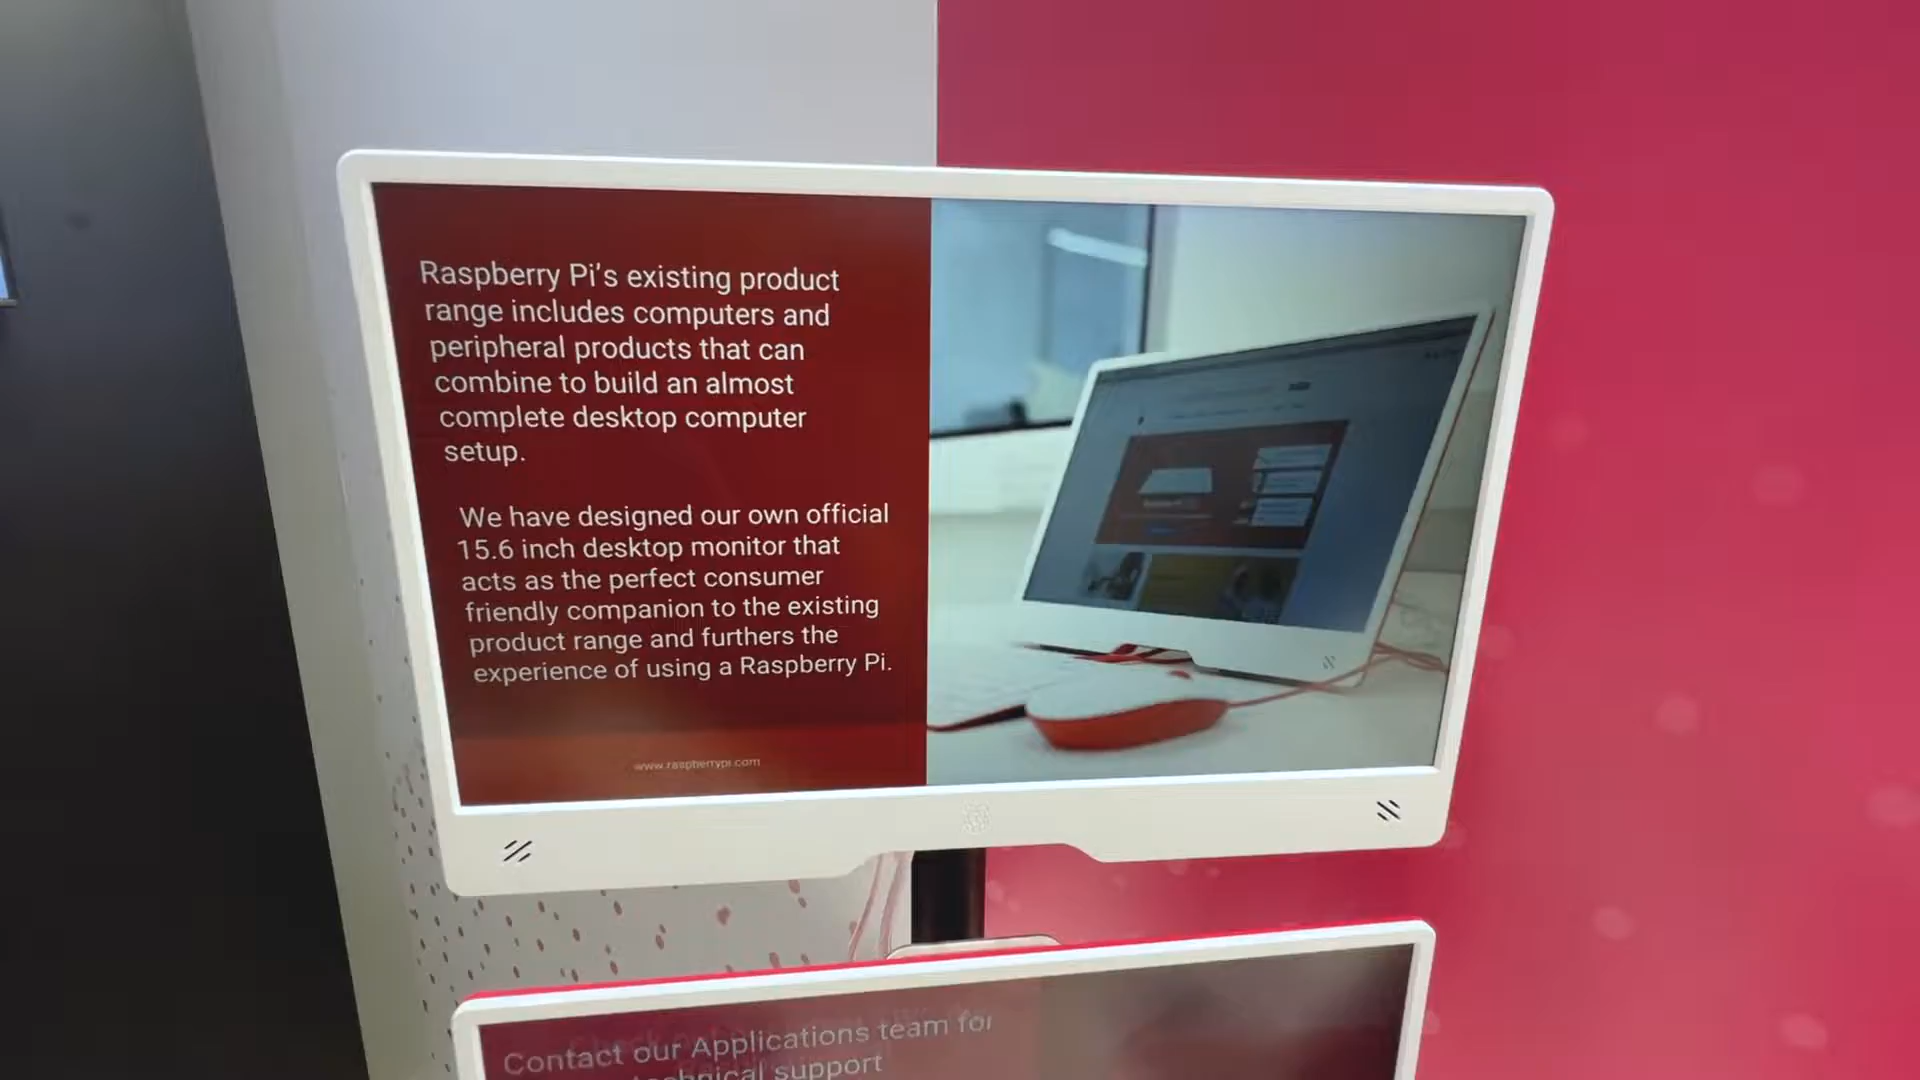 Raspberry Pi's existing product
range includes computers and
peripheral products that can
combine to build an almost
complete desktop computer
setup.
We have designed our own official
15.6 inch desktop monitor that
acts as the perfect consumer
friendly companion to the existing
product range and furthers the
experience of using a Raspberry Pi.
www.raspberrypi.com
Contact our Applications team for
technical support